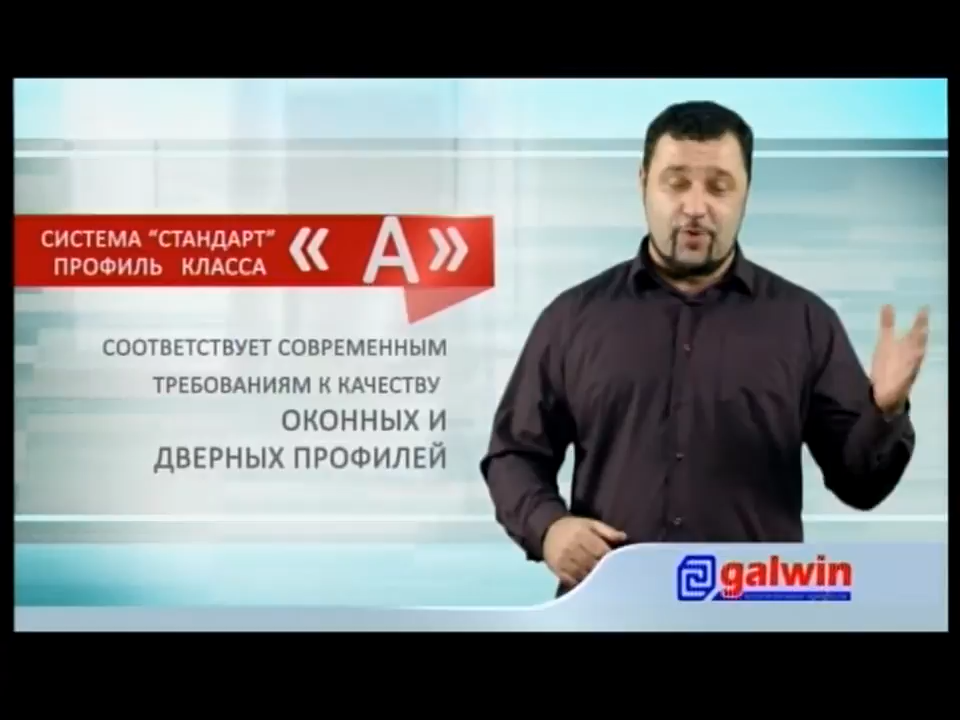 СИСТЕМА “СТАНДАРТ”
ПРОФИЛЬ КЛАССА « А»
СООТВЕТСТВУЕТ СОВРЕМЕННЫМ
ТРЕБОВАНИЯМ К КАЧЕСТВУ
ОКОННЫХ И
ДВЕРНЫХ ПРОФИЛЕЙ
galwin